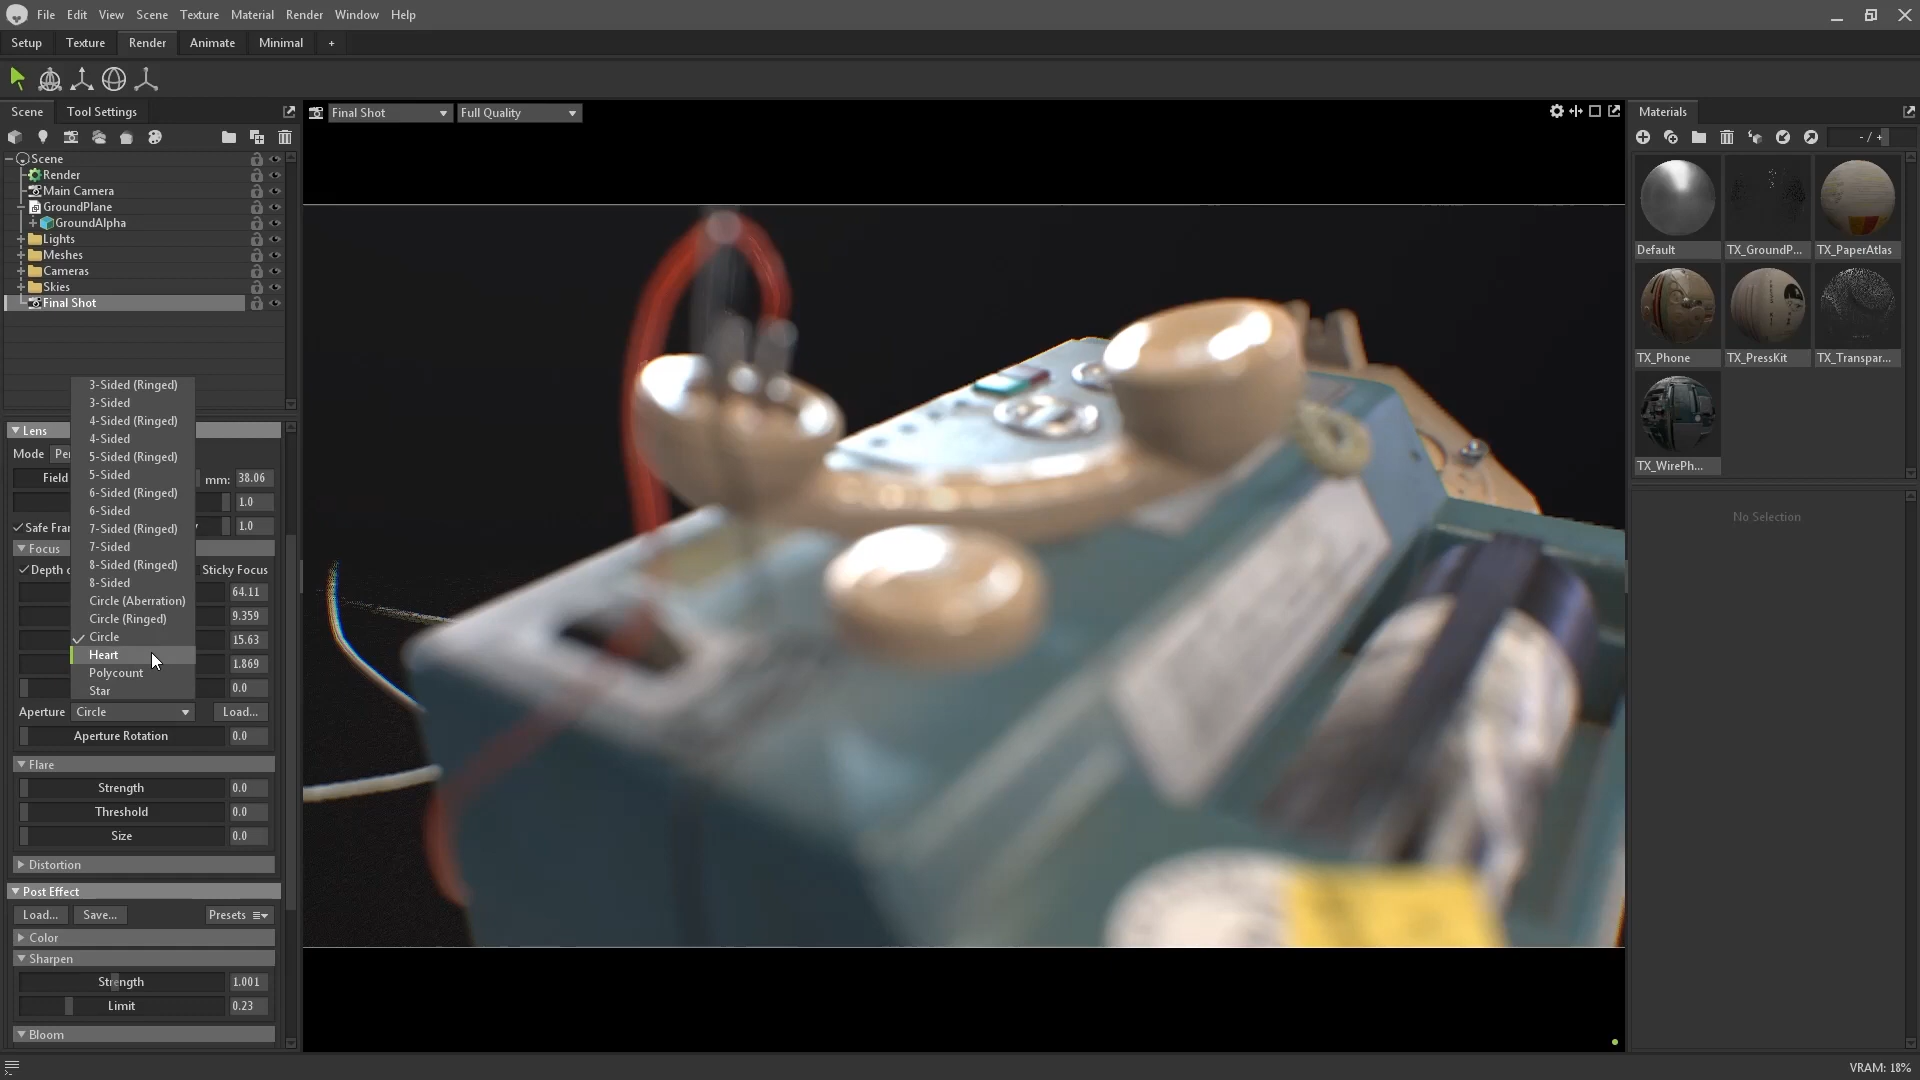 File Edit View Scene Texture Material Render Window Help
Setup Texture Render Animate Minimal +
Scene Tool Settings
Final Shot Full Quality
Materials
- / +
Scene
Render
Main Camera
GroundPlane
GroundAlpha
Lights
Meshes
Cameras
Skies
Final Shot
Default TX_GroundP... TX_PaperAtlas
TX_Phone TX_PressKit TX_Transpar...
TX_WirePh...
No Selection
3-Sided (Ringed)
3-Sided
4-Sided (Ringed)
4-Sided
5-Sided (Ringed)
5-Sided
6-Sided (Ringed)
6-Sided
7-Sided (Ringed)
7-Sided
8-Sided (Ringed)
8-Sided
Circle (Aberration)
Circle (Ringed)
Circle
Heart
Polycount
Star
Lens
Mode
Field mm: 38.06
1.0
Safe Fra 1.0
Focus
Depth Sticky Focus
64.11
9.359
15.63
1.869
0.0
Aperture Circle Load...
Aperture Rotation 0.0
Flare
Strength 0.0
Threshold 0.0
Size 0.0
Distortion
Post Effect
Load... Save... Presets
Color
Sharpen
Strength 1.001
Limit 0.23
Bloom
VRAM: 18%